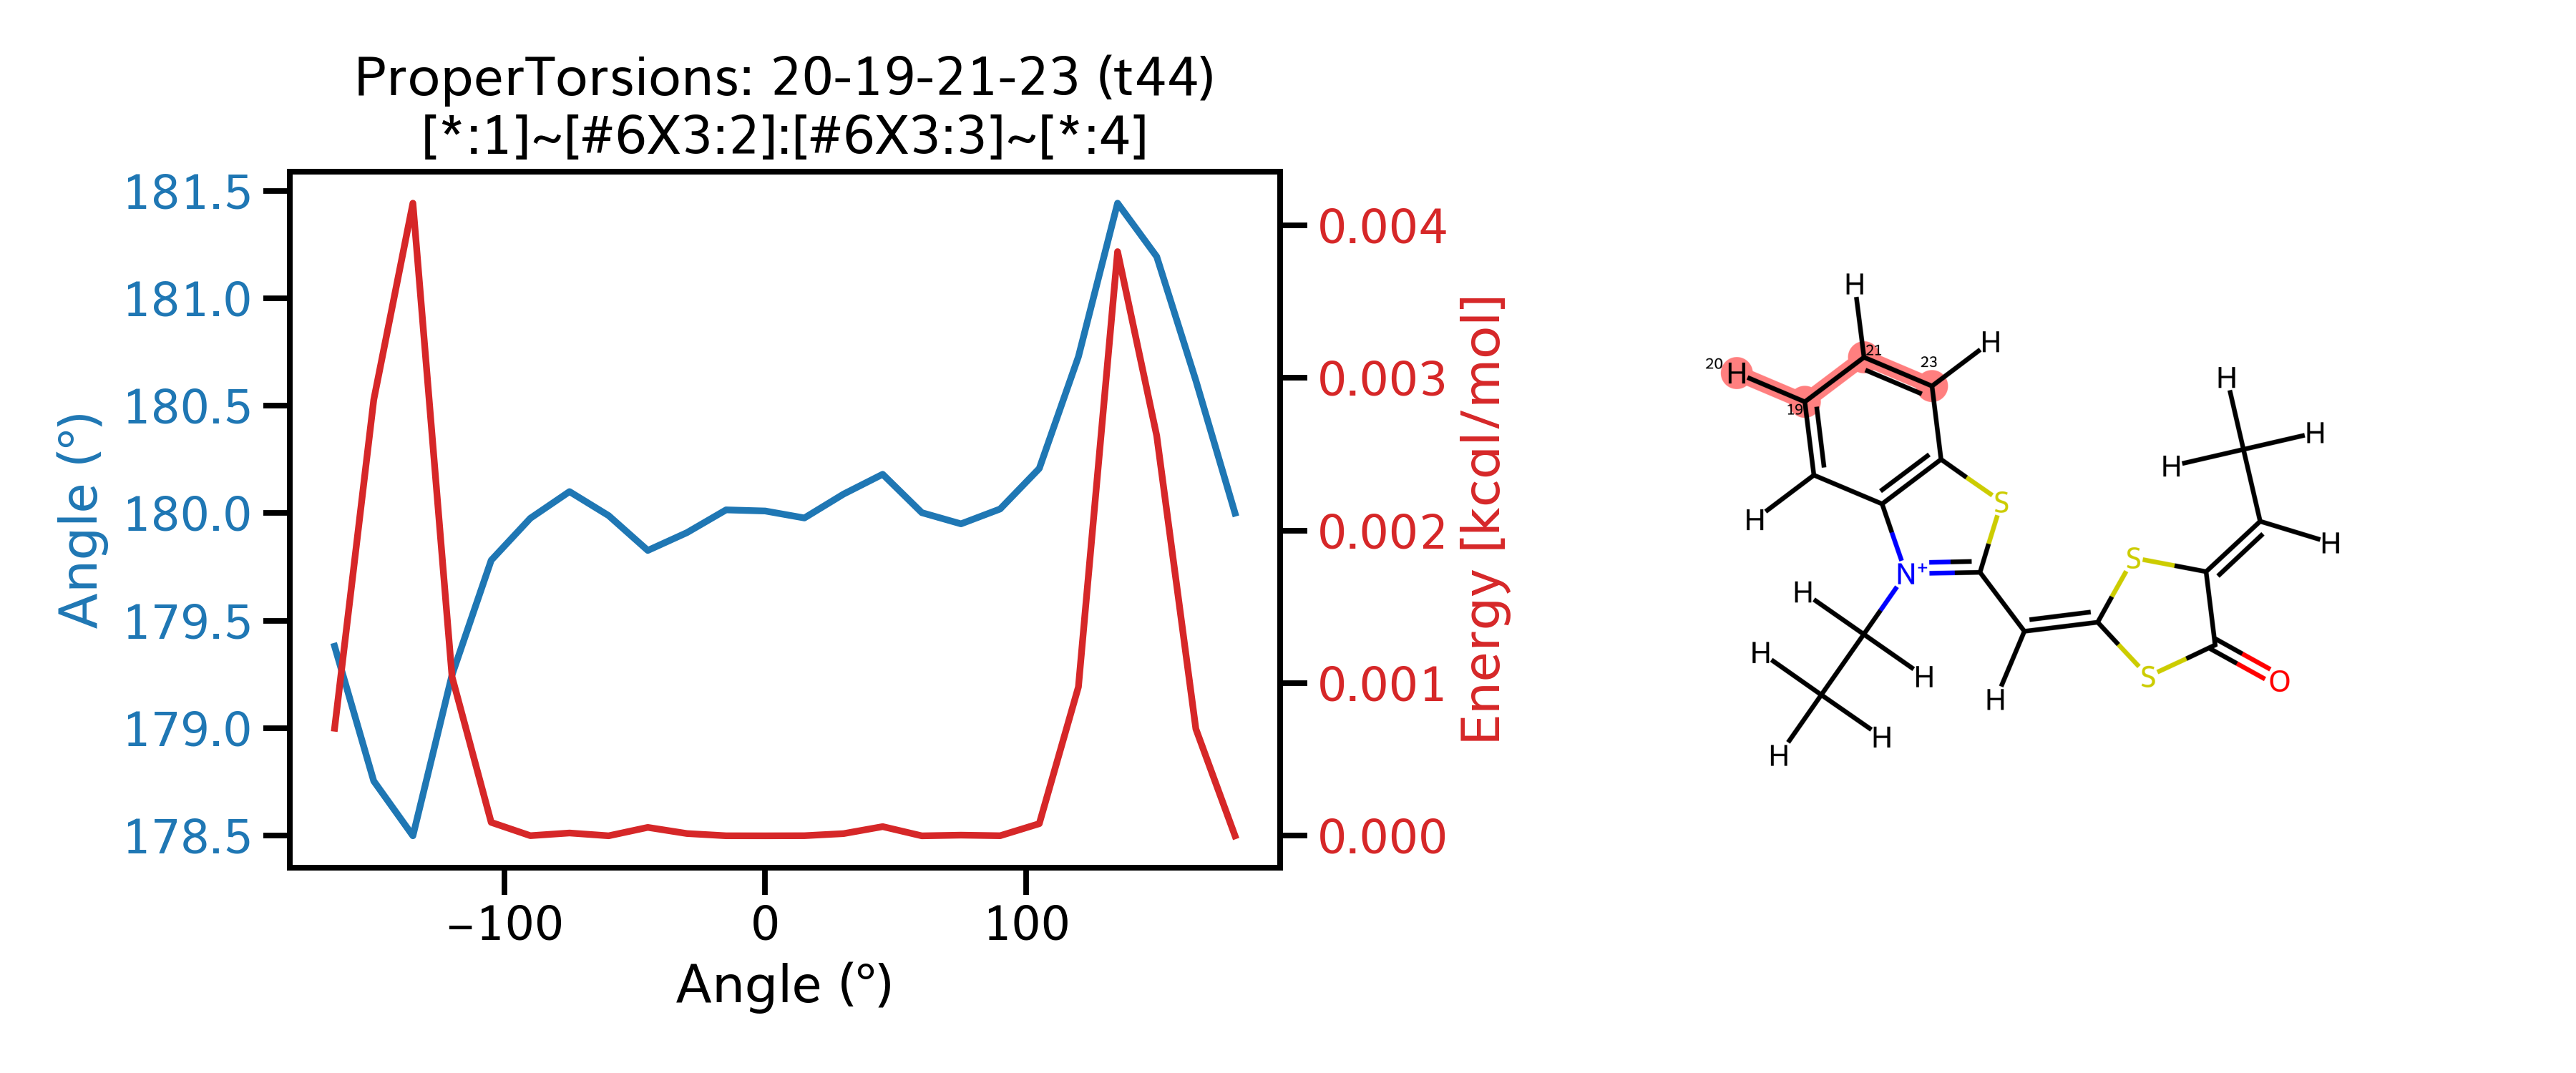 ProperTorsions: 20-19-21-23 (t44)
[*:1]~[#6X3:2]:[#6X3:3]~[*:4]
181.5
181.0
180.5
180.0
179.5
179.0
178.5
Angle (°)
0.004
0.003
0.002
0.001
0.000
Energy [kcal/mol]
−100
0
100
Angle (°)
H
H
21
23
20
H
19
H
H
H
H
S
H
S
N+
H
H
H
H
S
O
H
H
H